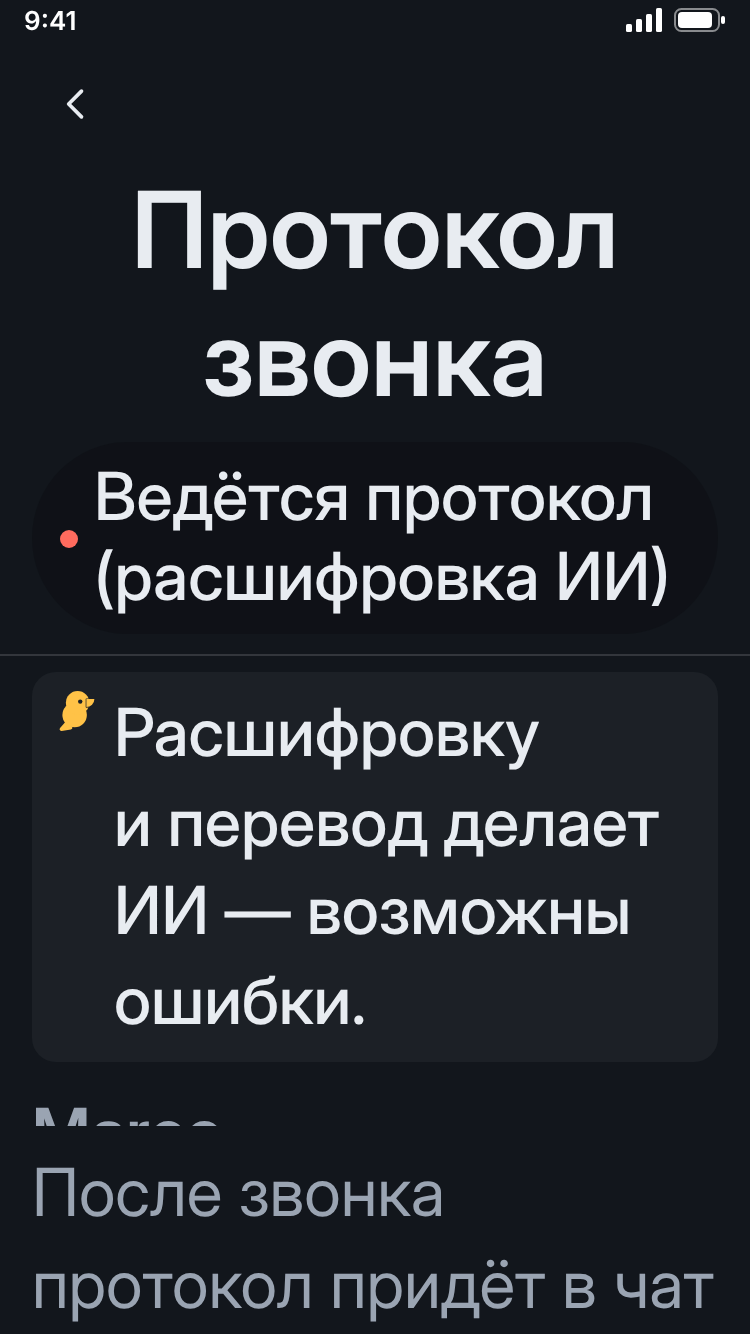 9:41
Протокол
звонка
Ведётся протокол
(расшифровка ИИ)
Расшифровку
и перевод делает
ИИ — возможны
ошибки.
После звонка
протокол придёт в чат